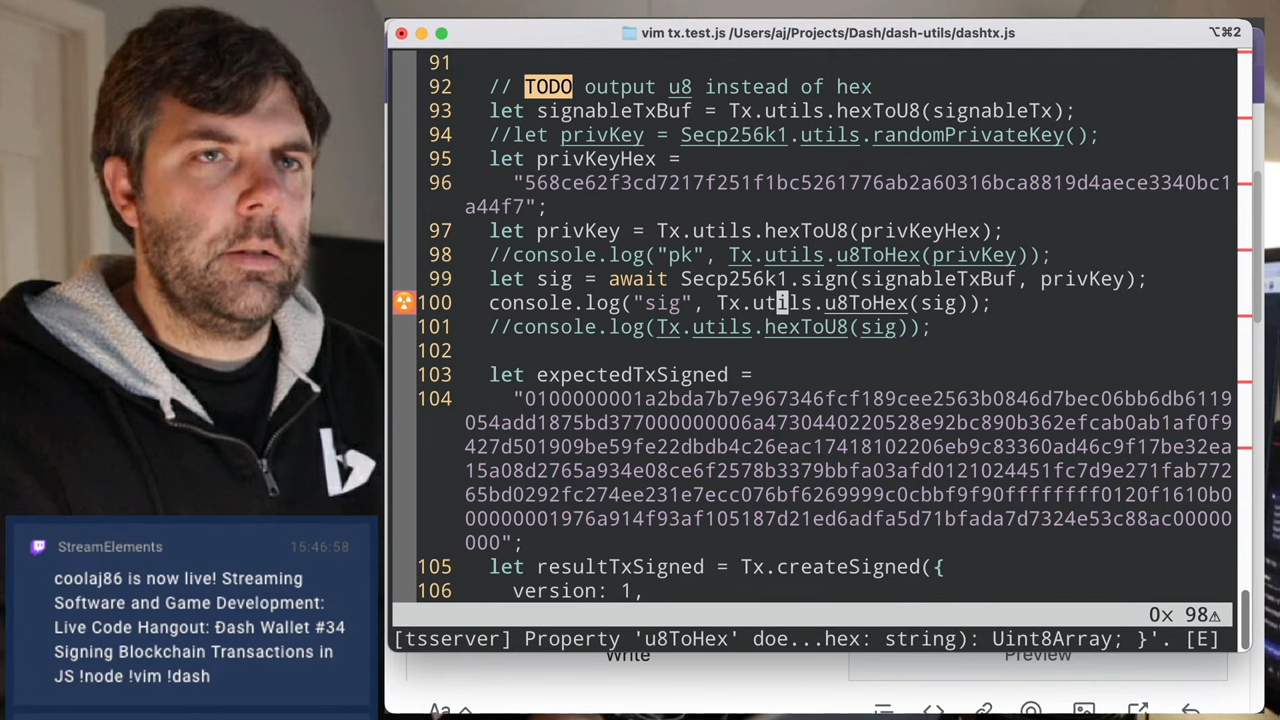 vim tx.test.js /Users/aj/Projects/Dash/dash-utils/dashtx.js
⌥⌘2
91
92 // TODO output u8 instead of hex
93 let signableTxBuf = Tx.utils.hexToU8(signableTx);
94 //let privKey = Secp256k1.utils.randomPrivateKey();
95 let privKeyHex =
96 "568ce62f3cd7217f251f1bc5261776ab2a60316bca8819d4aece3340bc1
a44f7";
97 let privKey = Tx.utils.hexToU8(privKeyHex);
98 //console.log("pk", Tx.utils.u8ToHex(privKey));
99 let sig = await Secp256k1.sign(signableTxBuf, privKey);
100 console.log("sig", Tx.utils.u8ToHex(sig));
101 //console.log(Tx.utils.hexToU8(sig));
102
103 let expectedTxSigned =
104 "0100000001a2bda7b7e967346fcf189cee2563b0846d7bec06bb6db6119
054add1875bd377000000006a4730440220528e92bc890b362efcab0ab1af0f9
427d501909be59fe22dbdb4c26eac17418102206eb9c83360ad46c9f17be32ea
15a08d2765a934e08ce6f2578b3379bbfa03afd0121024451fc7d9e271fab772
65bd0292fc274ee231e7ecc076bf6269999c0cbbf9f90ffffffff0120f1610b0
00000001976a914f93af105187d21ed6adfa5d71bfada7d7324e53c88ac00000
000";
105 let resultTxSigned = Tx.createSigned({
106 version: 1,
0× 98⚠
[tsserver] Property 'u8ToHex' doe...hex: string): Uint8Array; }'. [E]
Write
Preview
Aa
StreamElements 15:46:58
coolaj86 is now live! Streaming
Software and Game Development:
Live Code Hangout: Đash Wallet #34
Signing Blockchain Transactions in
JS !node !vim !dash